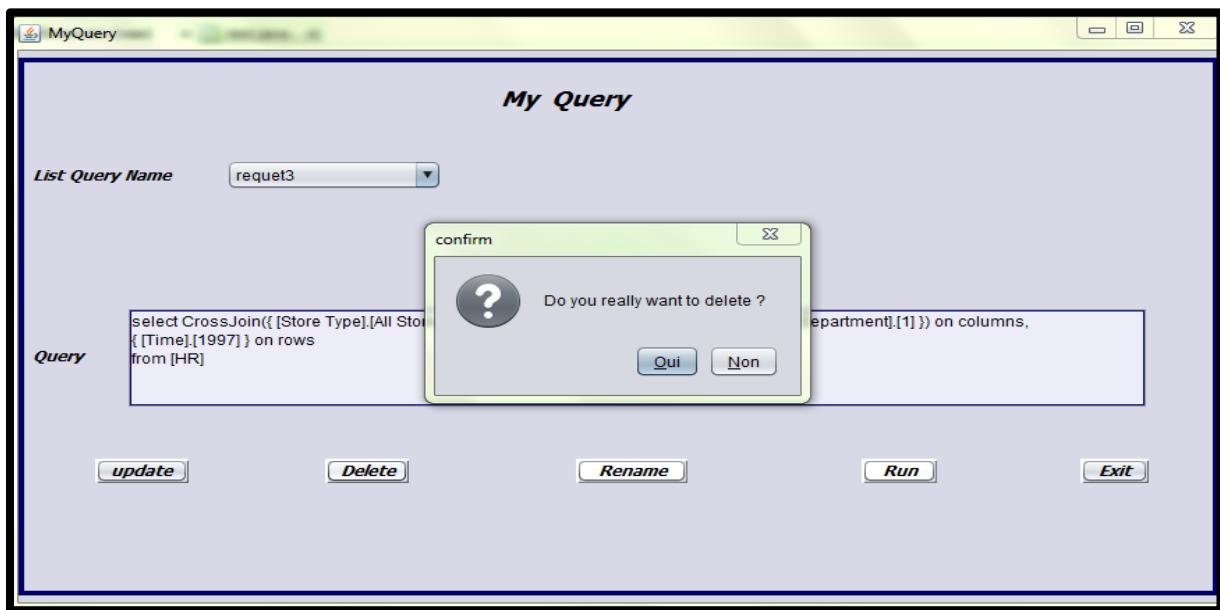 MyQuery
My Query
List Query Name
requet3
confirm
Do you really want to delete ?
Oui
Non
Query
select CrossJoin({ [Store Type].[All epartment].[1] }) on columns,
{ [Time].[1997] } on rows
from [HR]
update
Delete
Rename
Run
Exit